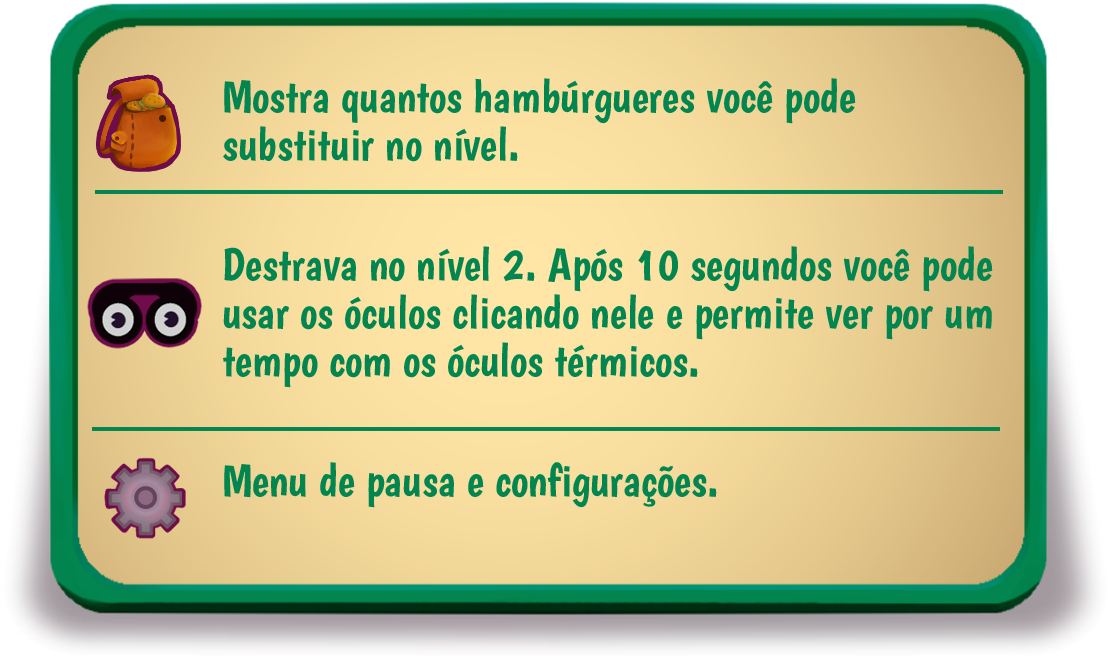 Mostra quantos hambúrgueres você pode
substituir no nível.
Destrava no nível 2. Após 10 segundos você pode
usar os óculos clicando nele e permite ver por um
tempo com os óculos térmicos.
Menu de pausa e configurações.